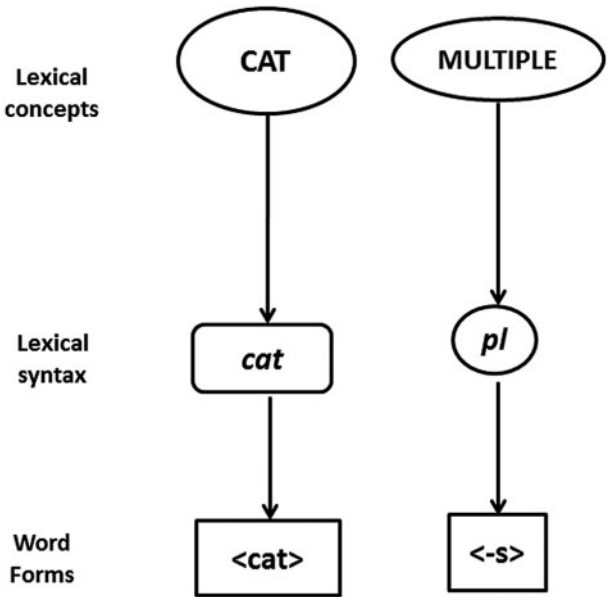 Lexical
concepts
CAT
MULTIPLE
Lexical
syntax
cat
pl
Word
Forms
<cat>
<-s>